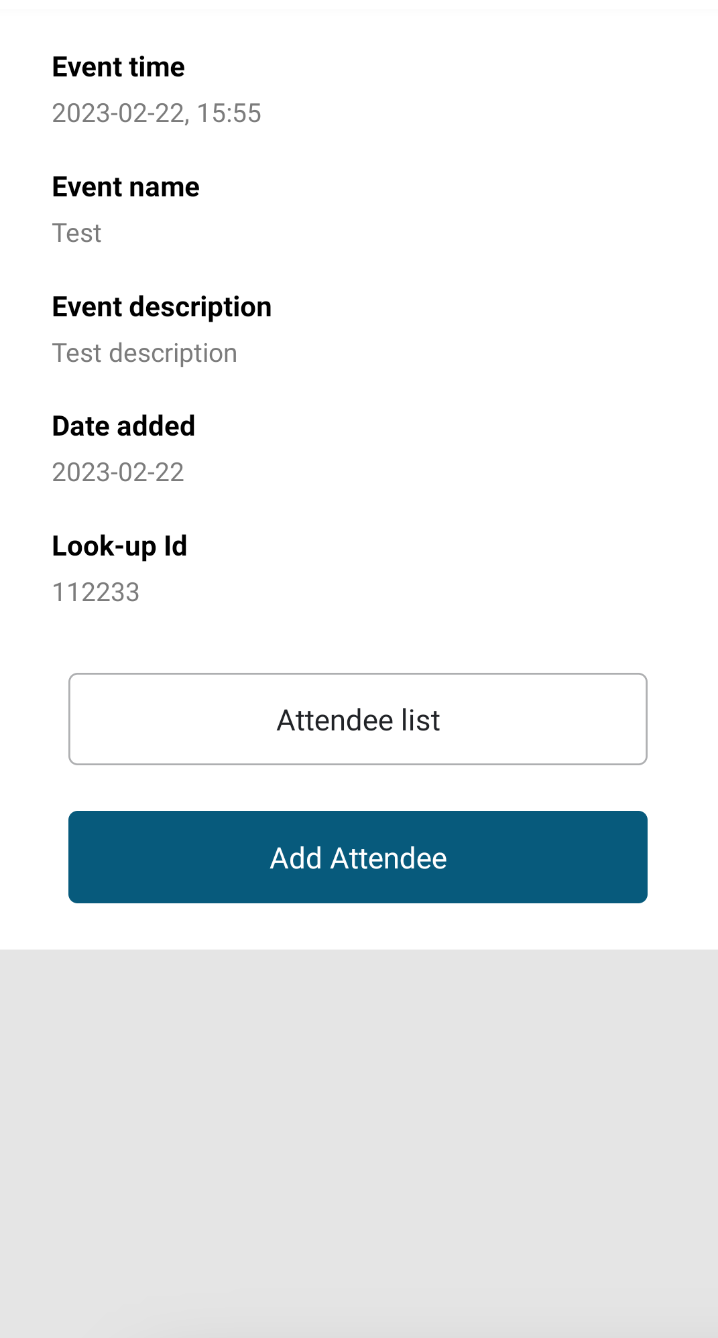 Event time
2023-02-22, 15:55
Event name
Test
Event description
Test description
Date added
2023-02-22
Look-up Id
112233
Attendee list
Add Attendee